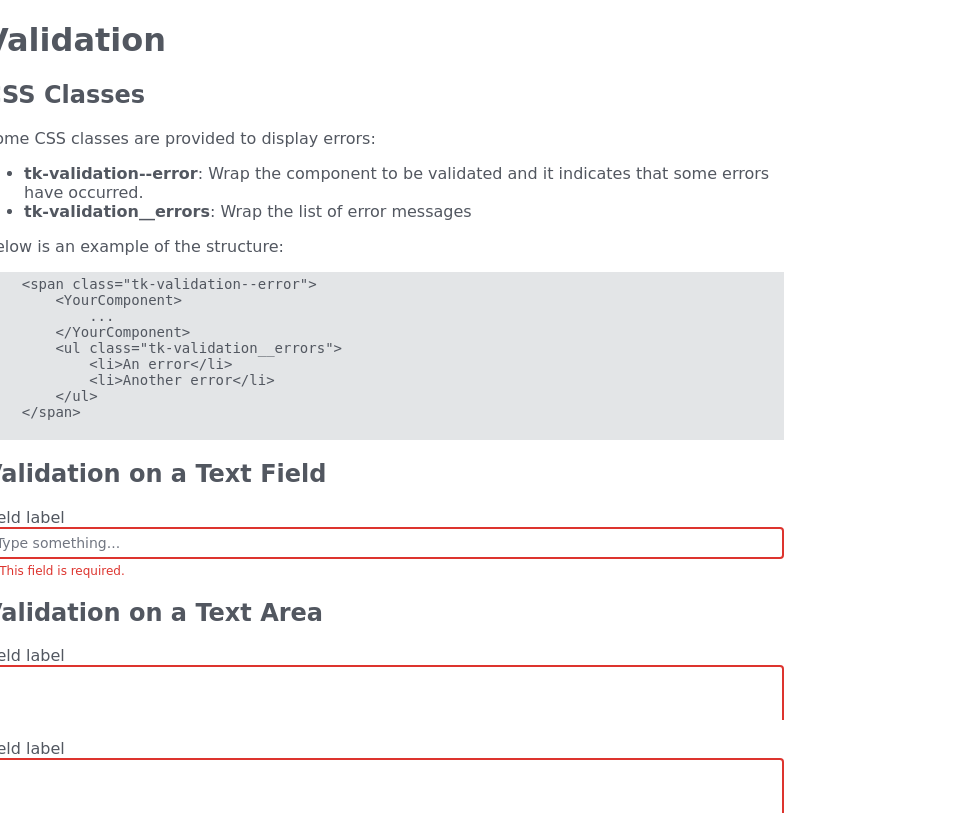 Validation
SS Classes
ome CSS classes are provided to display errors:
• tk-validation--error: Wrap the component to be validated and it indicates that some errors
have occurred.
• tk-validation__errors: Wrap the list of error messages
elow is an example of the structure:
<span class="tk-validation--error">
    <YourComponent>
        ...
    </YourComponent>
    <ul class="tk-validation__errors">
        <li>An error</li>
        <li>Another error</li>
    </ul>
</span>
Validation on a Text Field
eld label
Type something...
This field is required.
Validation on a Text Area
eld label
eld label